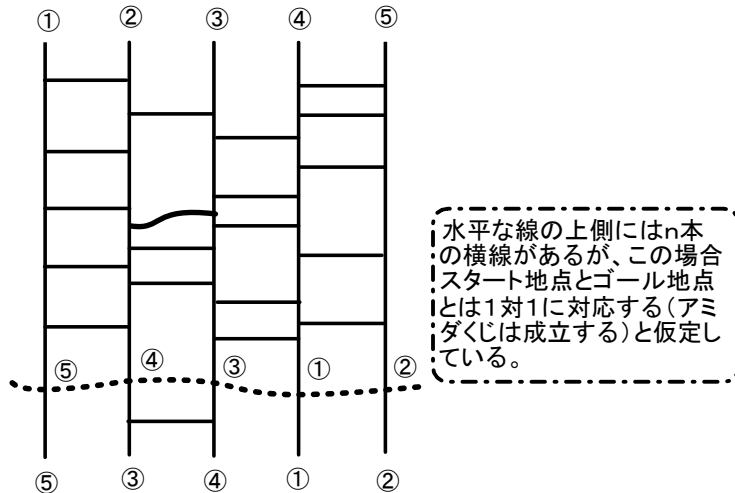 ① ② ③ ④ ⑤
水平な線の上側にはn本
の横線があるが、この場合
スタート地点とゴール地点
とは1対1に対応する(アミ
ダくじは成立する)と仮定し
ている。
⑤ ④ ③ ① ②
⑤ ③ ④ ① ②